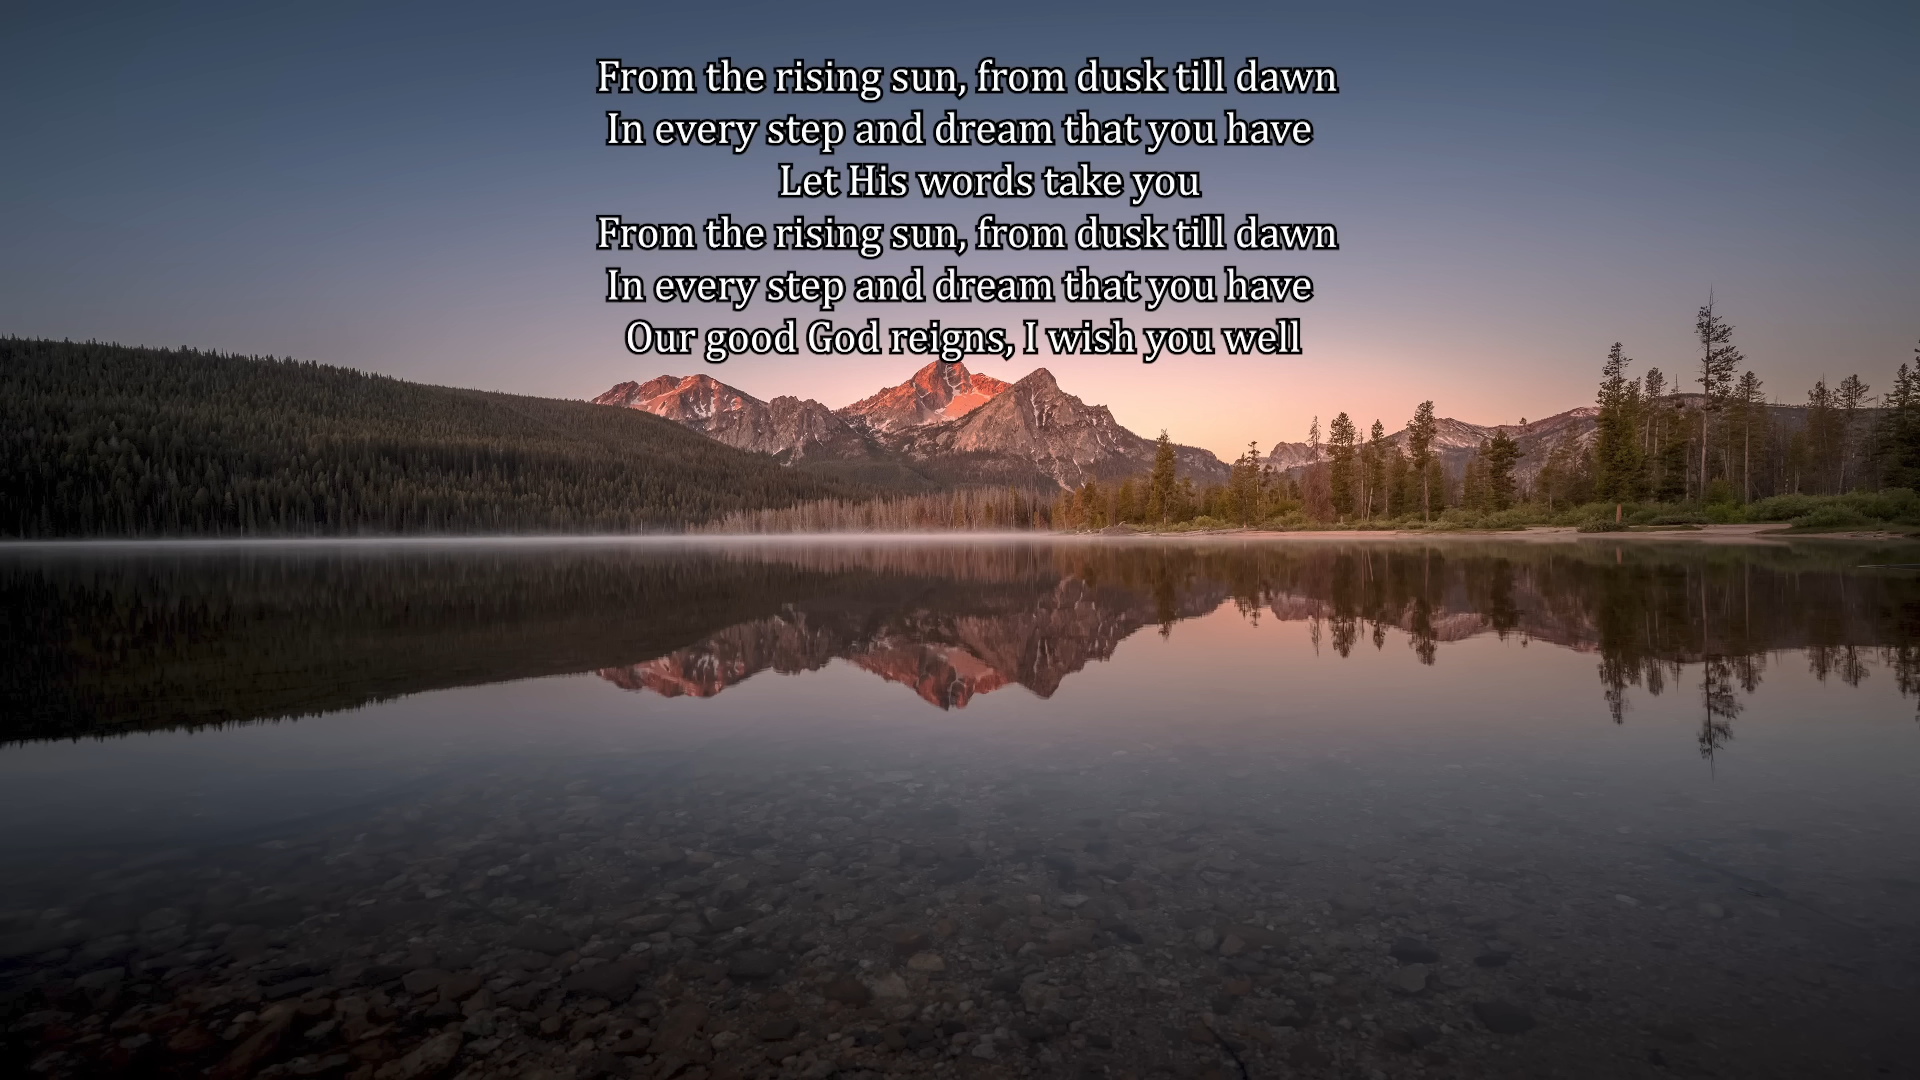 From the rising sun, from dusk till dawn
In every step and dream that you have
Let His words take you
From the rising sun, from dusk till dawn
In every step and dream that you have
Our good God reigns, I wish you well